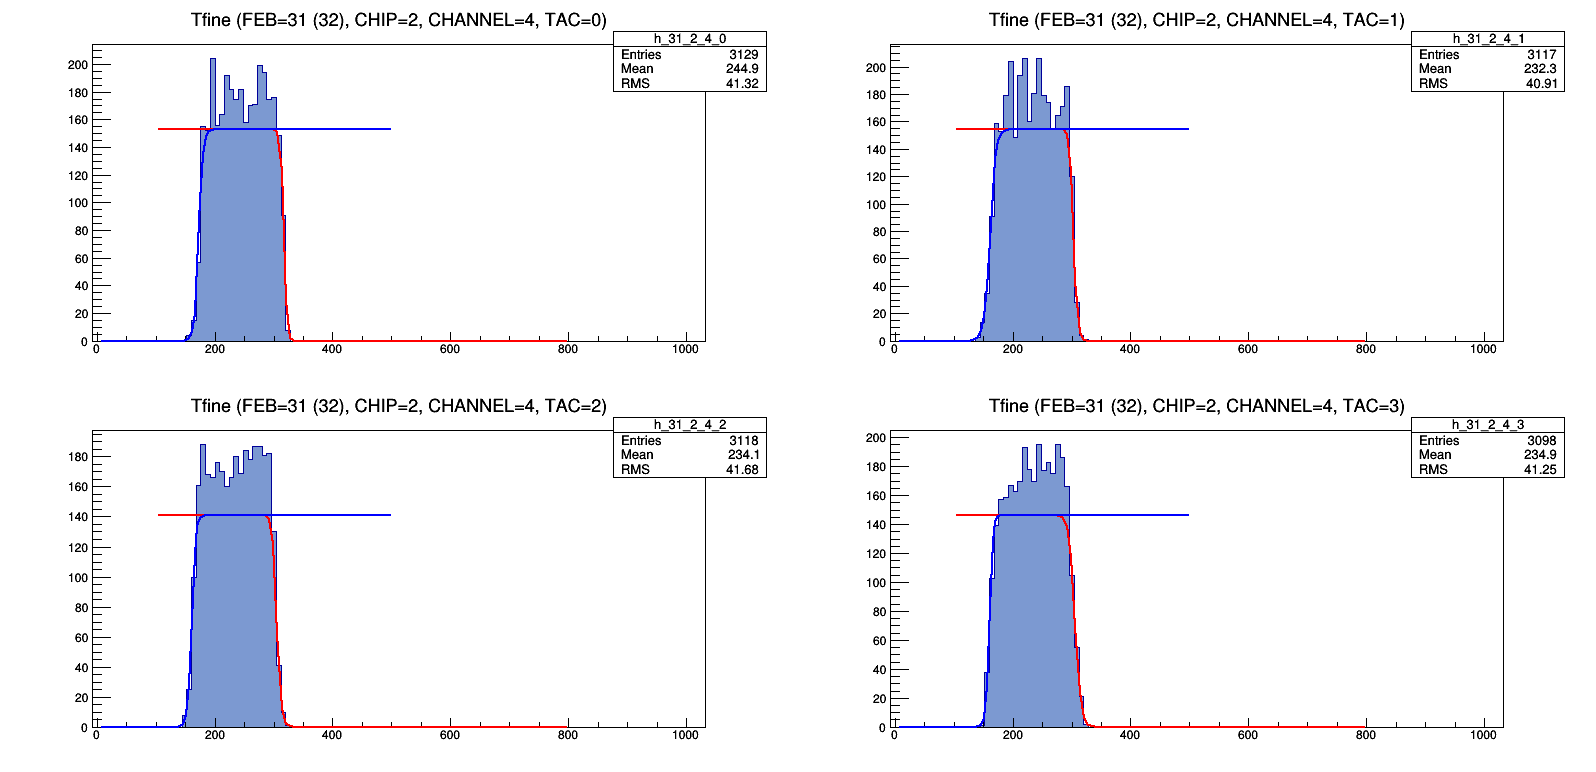 Tfine (FEB=31 (32), CHIP=2, CHANNEL=4, TAC=0)
h_31_2_4_0
Entries 3129
Mean 244.9
RMS 41.32
200
180
160
140
120
100
80
60
40
20
0
0 200 400 600 800 1000
Tfine (FEB=31 (32), CHIP=2, CHANNEL=4, TAC=1)
h_31_2_4_1
Entries 3117
Mean 232.3
RMS 40.91
200
180
160
140
120
100
80
60
40
20
0
0 200 400 600 800 1000
Tfine (FEB=31 (32), CHIP=2, CHANNEL=4, TAC=2)
h_31_2_4_2
Entries 3118
Mean 234.1
RMS 41.68
180
160
140
120
100
80
60
40
20
0
0 200 400 600 800 1000
Tfine (FEB=31 (32), CHIP=2, CHANNEL=4, TAC=3)
h_31_2_4_3
Entries 3098
Mean 234.9
RMS 41.25
200
180
160
140
120
100
80
60
40
20
0
0 200 400 600 800 1000